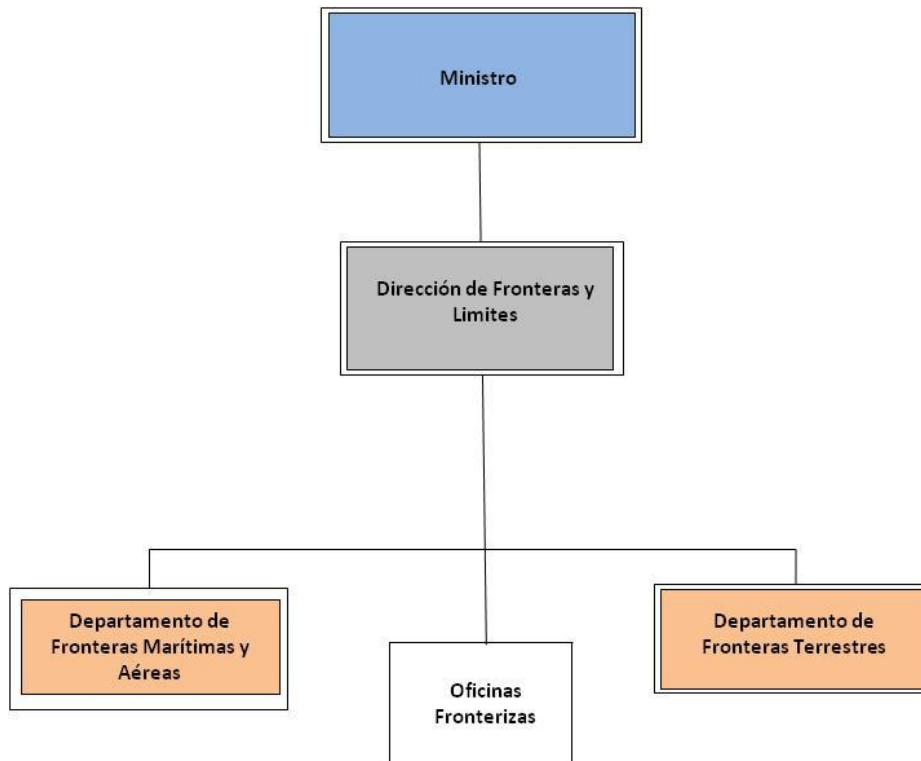 Ministro
Dirección de Fronteras y
Limites
Departamento de
Fronteras Marítimas y
Aéreas
Oficinas
Fronterizas
Departamento de
Fronteras Terrestres